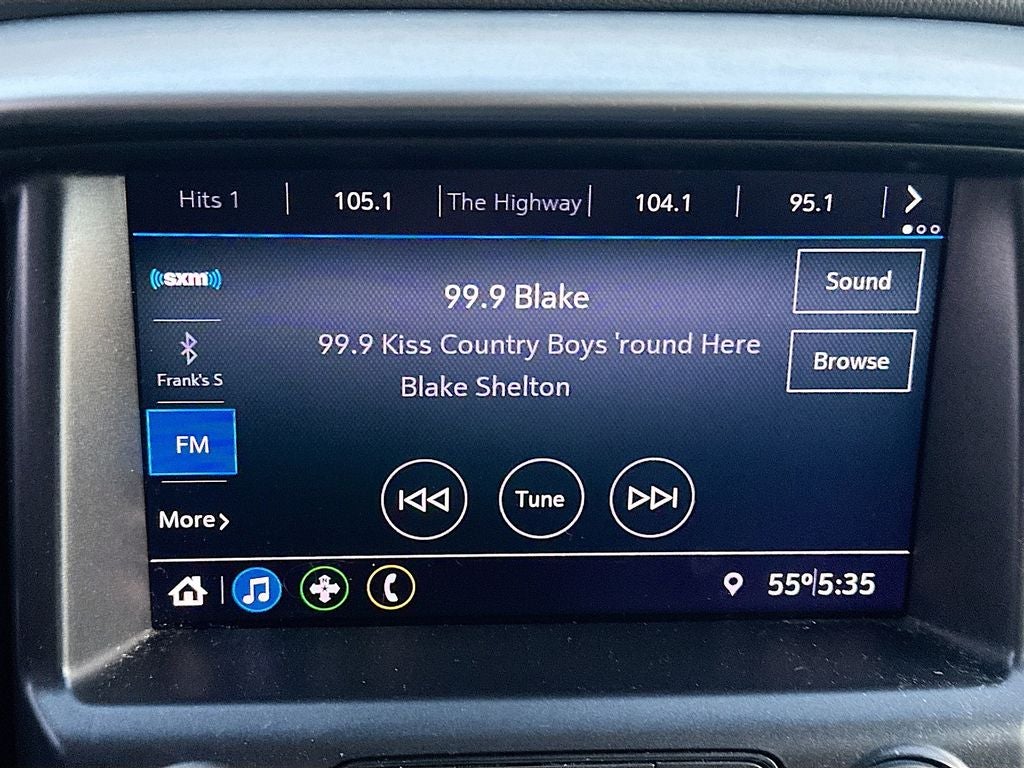 Hits 1 | 105.1 | The Highway | 104.1 | 95.1
sxm
99.9 Blake
Sound
99.9 Kiss Country Boys 'round Here
Blake Shelton
Browse
Frank's S
FM
Tune
More
55° 5:35